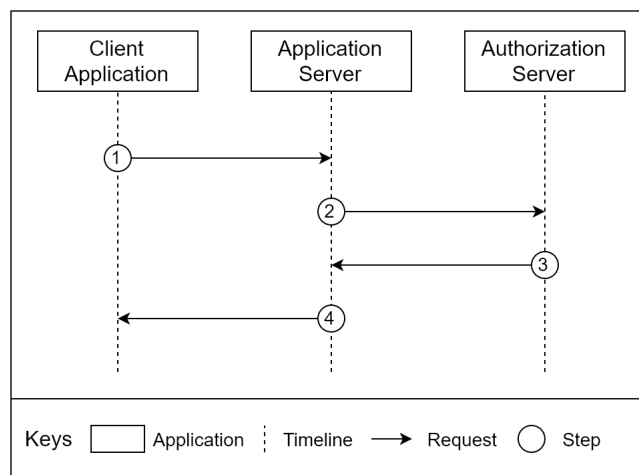 Client
Application
Application
Server
Authorization
Server
1
2
3
4
Keys Application Timeline Request Step